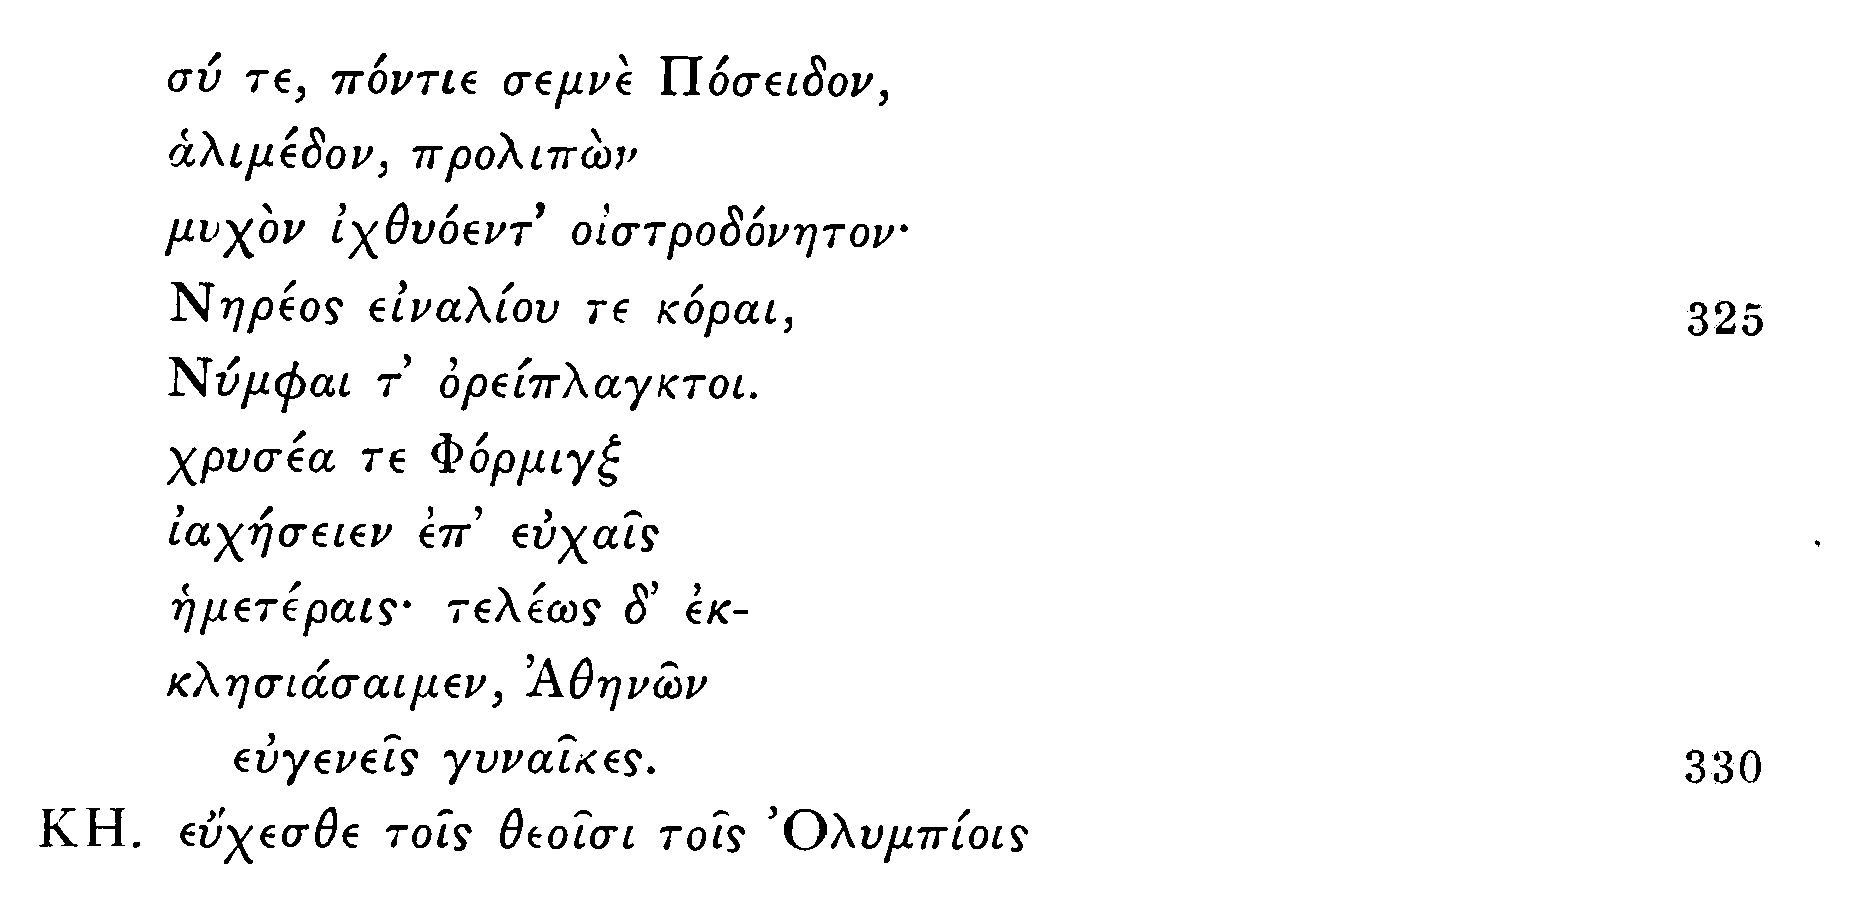 σύ τε, πόντιε σεμνὲ Πόσειδον,
ἁλιμέδον, προλιπὼν
μυχὸν ἰχθυόεντ’ οἰστροδόνητον·
Νηρέος εἰναλίου τε κόραι, 325
Νύμφαι τ’ ὀρείπλαγκτοι.
χρυσέα τε Φόρμιγξ
ἰαχήσειεν ἐπ’ εὐχαῖς
ἡμετέραις· τελέως δ’ ἐκ-
κλησιάσαιμεν, Ἀθηνῶν
εὐγενεῖς γυναῖκες. 330
ΚΗ. εὔχεσθε τοῖς θεοῖσι τοῖς Ὀλυμπίοις